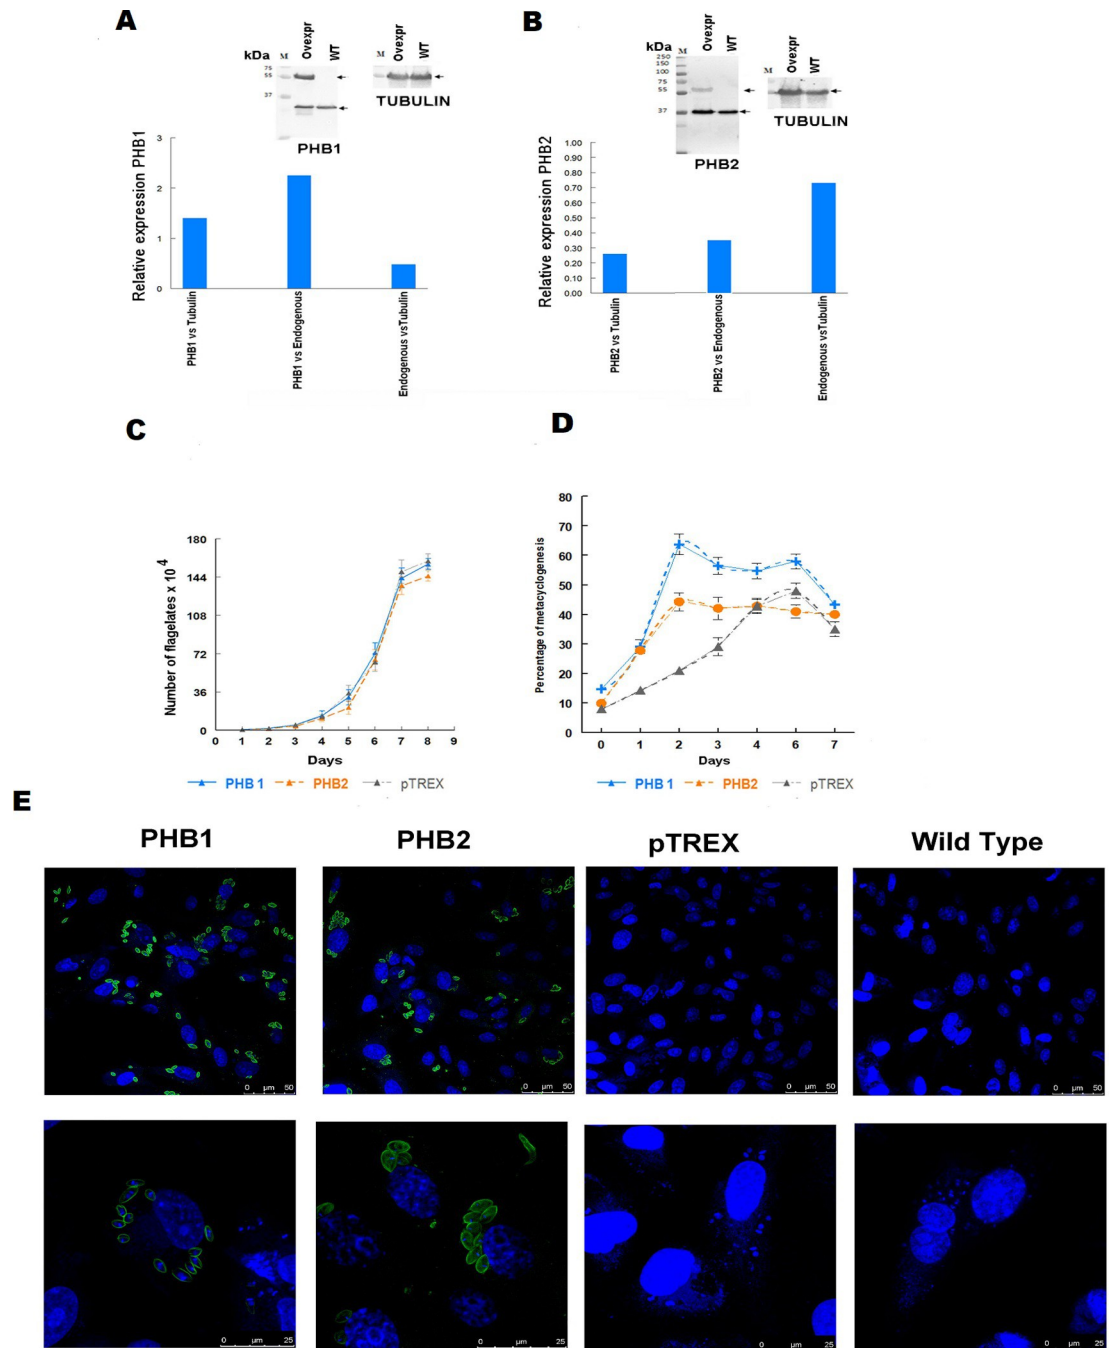 A
kDa
M
Ovexpr
WT
75
55
37
PHB1
M
Ovexpr
WT
TUBULIN
Relative expression PHB1
3
2
1
0
PHB1 vs Tubulin
PHB1 vs Endogenous
Endogenous vsTubulin
B
kDa
M
Ovexpr
WT
250
150
100
75
55
37
PHB2
M
Ovexpr
WT
TUBULIN
Relative expression PHB2
1.00
0.90
0.80
0.70
0.60
0.50
0.40
0.30
0.20
0.10
0.00
PHB2 vs Tubulin
PHB2 vs Endogenous
Endogenous vsTubulin
C
Number of flagelates x 10⁴
180
144
108
72
36
0
0 1 2 3 4 5 6 7 8 9
Days
PHB 1 PHB2 pTREX
D
Percentage of metacyclogenesis
80
70
60
50
40
30
20
10
0
0 1 2 3 4 6 7
Days
PHB 1 PHB2 pTREX
E
PHB1 PHB2 pTREX Wild Type
0 µm 50
0 µm 50
0 µm 50
0 µm 50
0 µm 25
0 µm 25
0 µm 25
0 µm 25